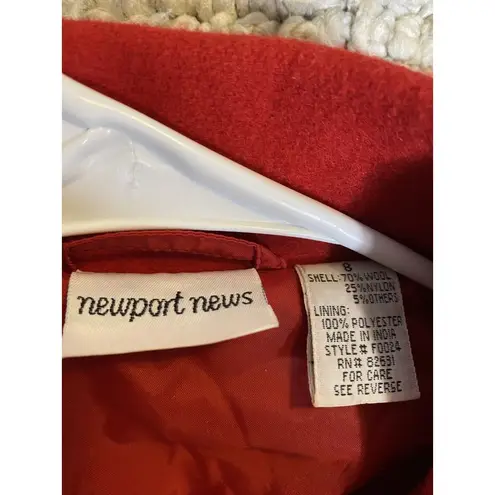 newport news
8
SHELL: 70% WOOL
25% NYLON
5% OTHERS
LINING:
100% POLYESTER
MADE IN INDIA
STYLE# F0024
RN# 82631
FOR CARE
SEE REVERSE